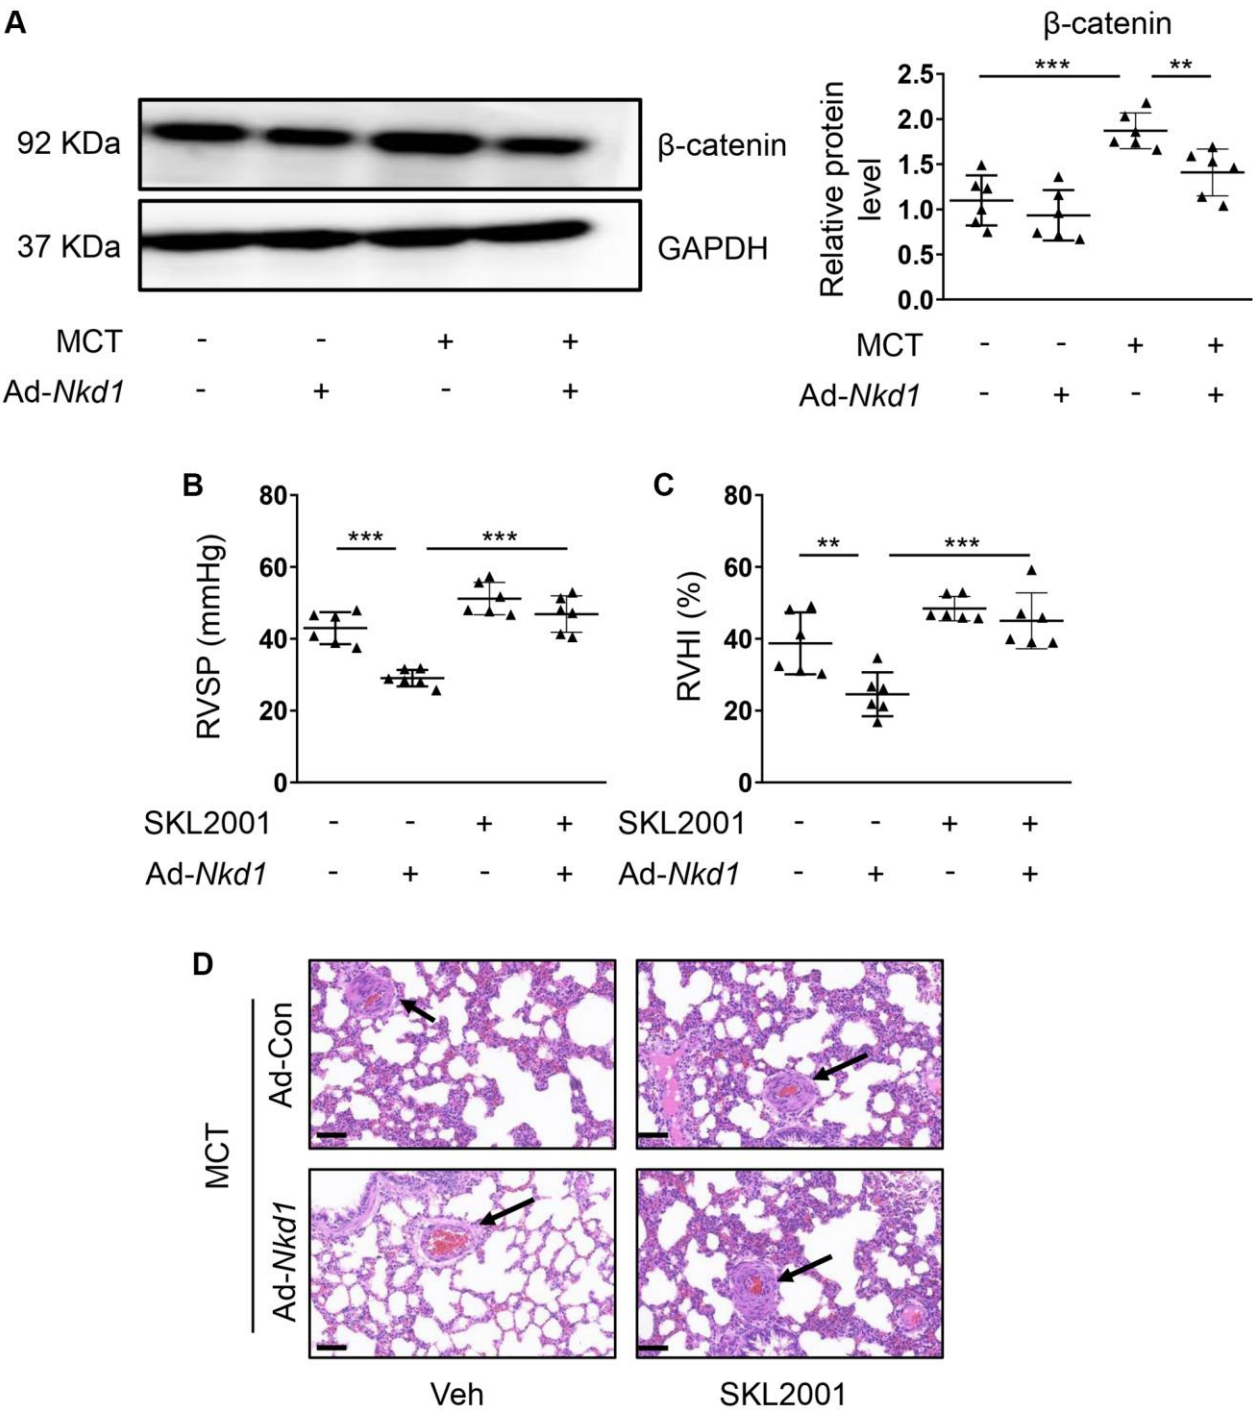 A
92 KDa
β-catenin
37 KDa
GAPDH
MCT - - + +
Ad-Nkd1 - + - +
β-catenin
Relative protein
level
2.5
2.0
1.5
1.0
0.5
0.0
*** **
MCT - - + +
Ad-Nkd1 - + - +
B
RVSP (mmHg)
80
60
40
20
0
*** ***
SKL2001 - - + +
Ad-Nkd1 - + - +
C
RVHI (%)
80
60
40
20
0
** ***
SKL2001 - - + +
Ad-Nkd1 - + - +
D
MCT
Ad-Con
Ad-Nkd1
Veh
SKL2001